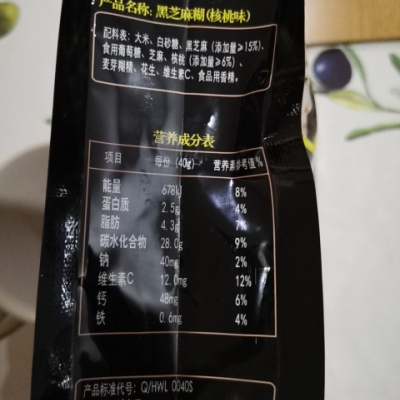 产品名称:黑芝麻糊(核桃味)
配料表:大米、白砂糖、黑芝麻(添加量≥15%)、
食用葡萄糖、芝麻、核桃(添加量≥6%)、
麦芽糊精、花生、维生素C、食品用香精。
营养成分表
项目 每份(40g) 营养素参考值%
能量 678k 8%
蛋白质 2.5g 4%
脂肪 4.3g 7%
碳水化合物 28.0g 9%
钠 40mg 2%
维生素C 12.0mg 12%
钙 48mg 6%
铁 0.6mg 4%
产品标准代号:Q/HWL 0040S